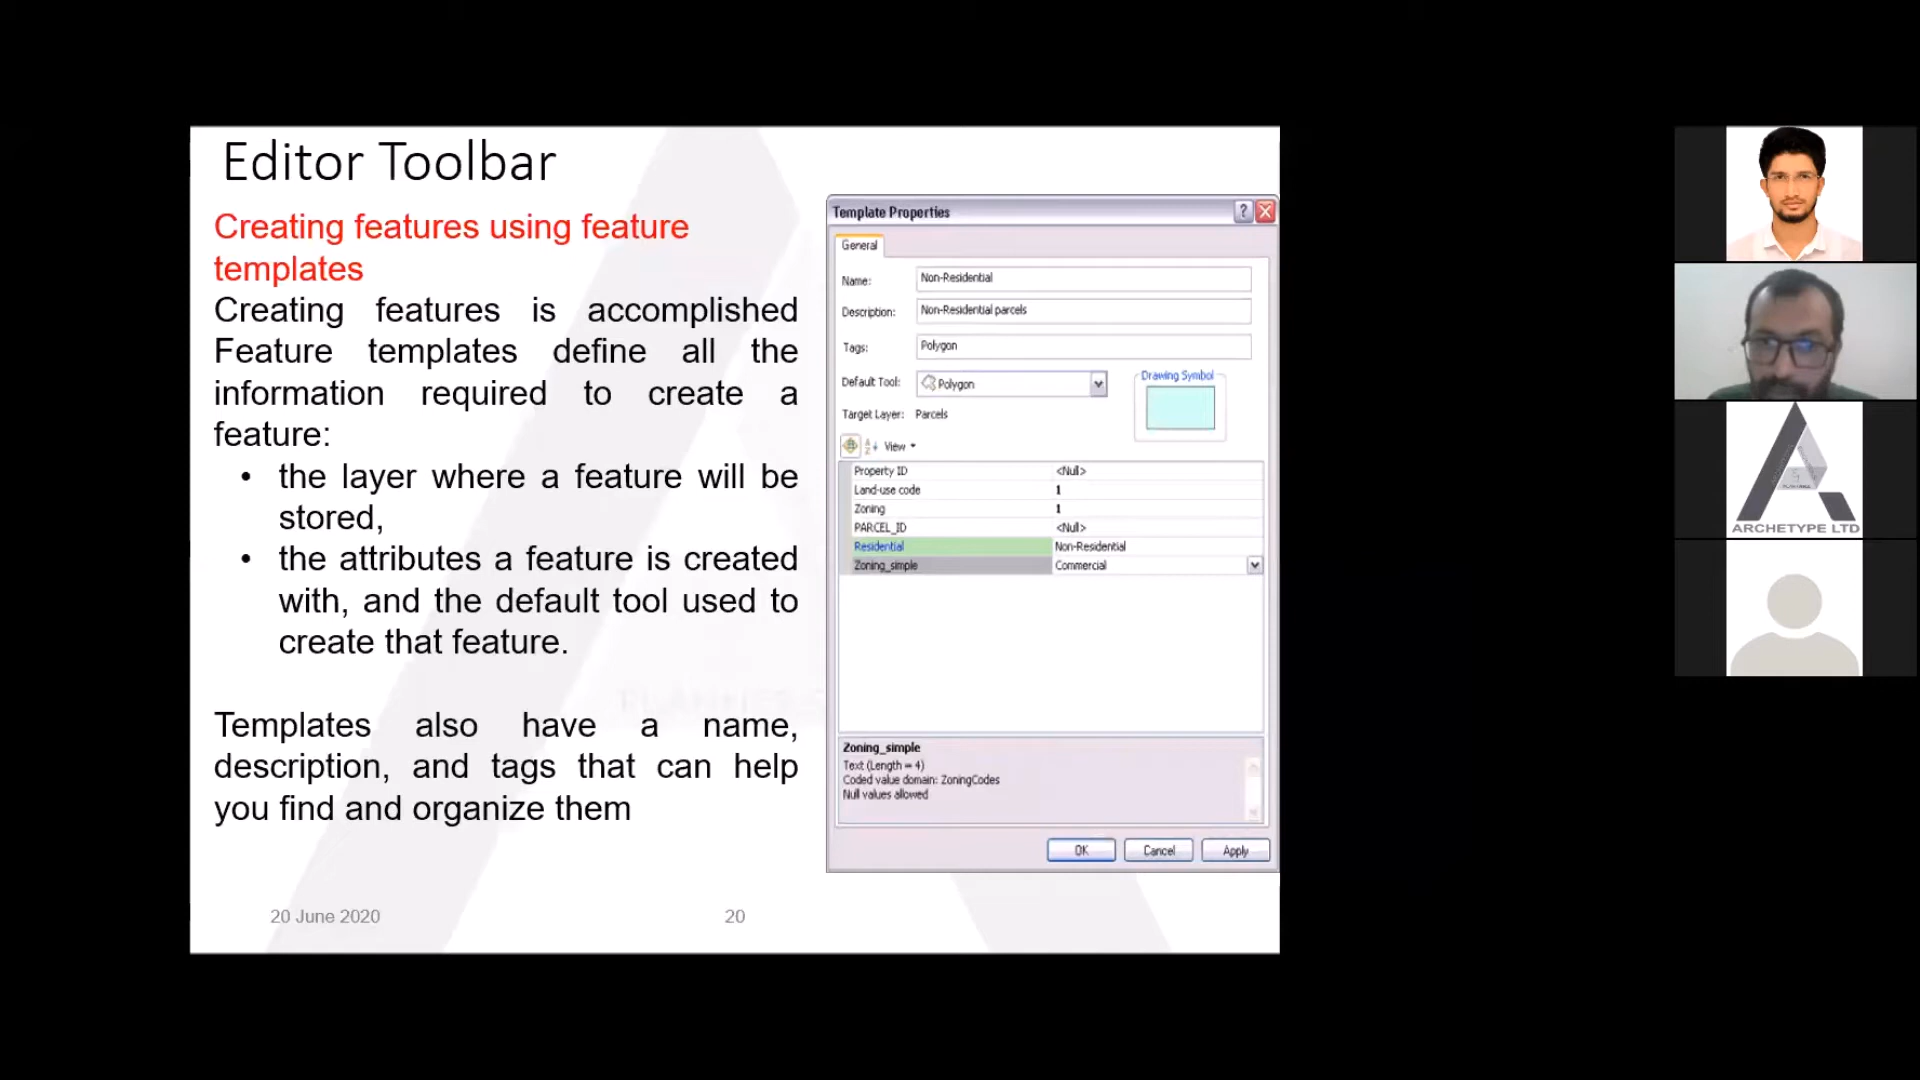 Editor Toolbar
Creating features using feature
templates
Creating features is accomplished
Feature templates define all the
information required to create a
feature:
• the layer where a feature will be
stored,
• the attributes a feature is created
with, and the default tool used to
create that feature.
Templates also have a name,
description, and tags that can help
you find and organize them
20 June 2020
20
Template Properties
General
Name: Non-Residential
Description: Non-Residential parcels
Tags: Polygon
Default Tool: Polygon
Drawing Symbol
Target Layer: Parcels
View
Property ID <Null>
Land-use code 1
Zoning 1
PARCEL_ID <Null>
Residential Non-Residential
Zoning_simple Commercial
Zoning_simple
Text (Length = 4)
Coded value domain: ZoningCodes
Null values allowed
OK Cancel Apply
ARCHETYPE LTD